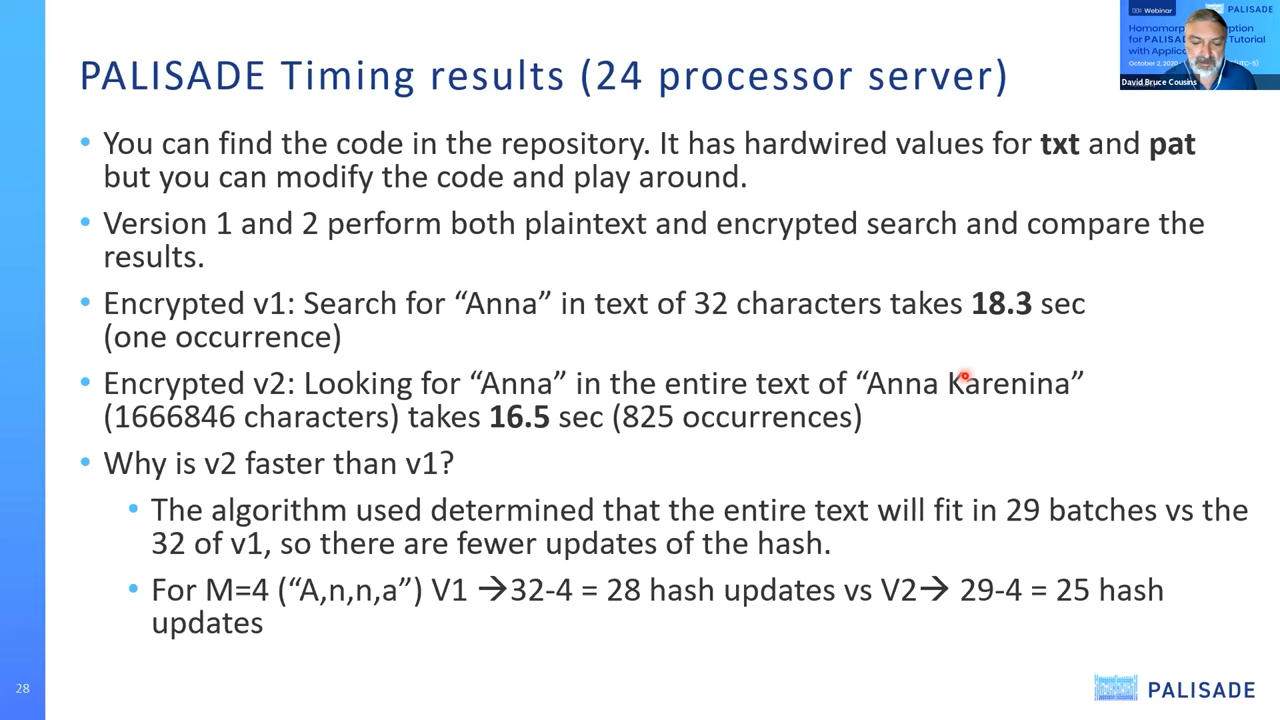 Webinar
PALISADE
Homomorp ption
for PALISA Tutorial
with Applic
October 2, 2020
David Bruce Cousins
PALISADE Timing results (24 processor server)
• You can find the code in the repository. It has hardwired values for txt and pat
but you can modify the code and play around.
• Version 1 and 2 perform both plaintext and encrypted search and compare the
results.
• Encrypted v1: Search for “Anna” in text of 32 characters takes 18.3 sec
(one occurrence)
• Encrypted v2: Looking for “Anna” in the entire text of “Anna Karenina”
(1666846 characters) takes 16.5 sec (825 occurrences)
• Why is v2 faster than v1?
• The algorithm used determined that the entire text will fit in 29 batches vs the
32 of v1, so there are fewer updates of the hash.
• For M=4 (“A,n,n,a”) V1 →32-4 = 28 hash updates vs V2→ 29-4 = 25 hash
updates
28
PALISADE